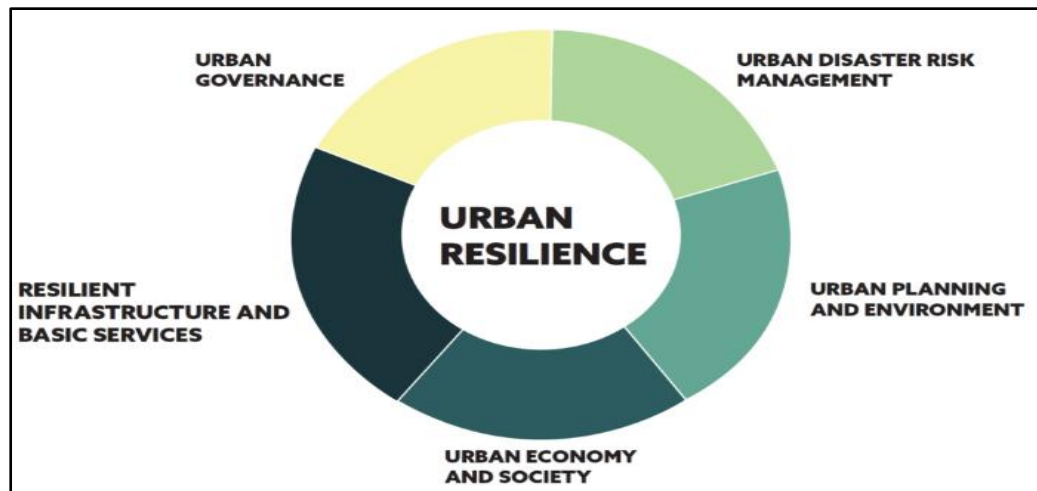 URBAN
GOVERNANCE
URBAN DISASTER RISK
MANAGEMENT
URBAN
RESILIENCE
RESILIENT
INFRASTRUCTURE AND
BASIC SERVICES
URBAN PLANNING
AND ENVIRONMENT
URBAN ECONOMY
AND SOCIETY